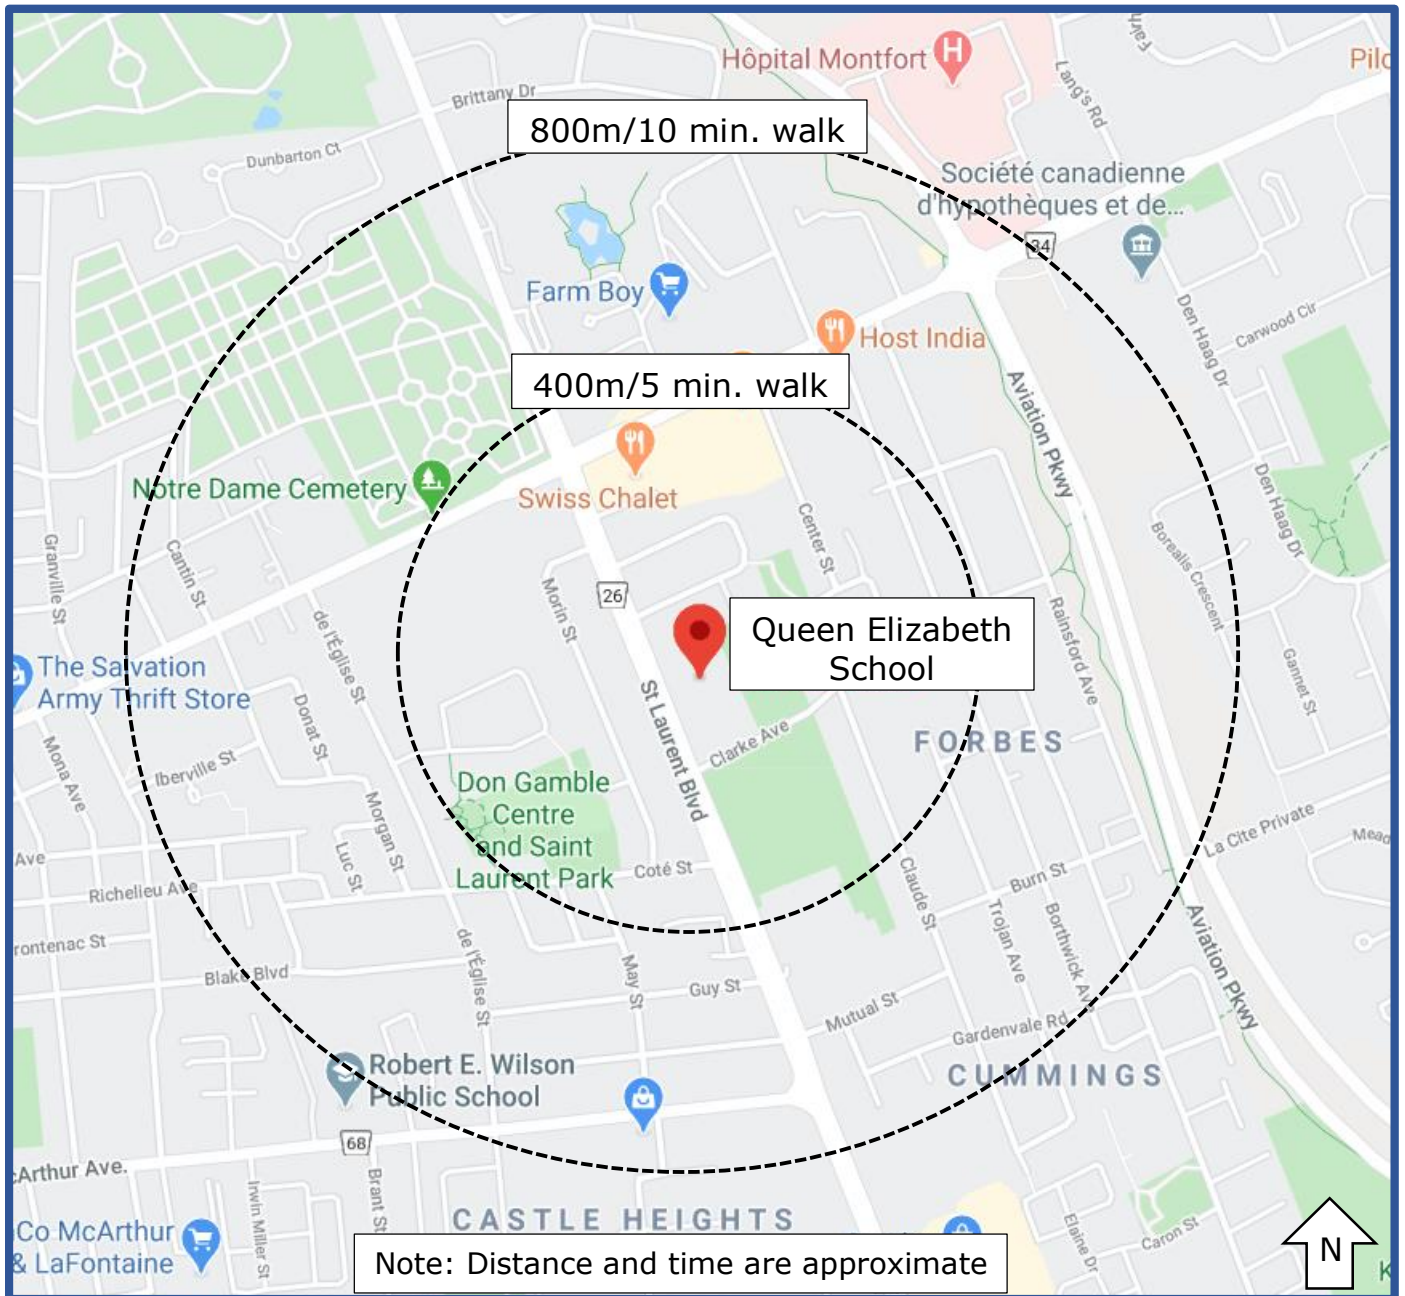 Hôpital Montfort
H
Fair
Pilo
Lang's Rd
Brittany Dr
800m/10 min. walk
Dunbarton Ct
Société canadienne
d'hypothèques et de...
34
Farm Boy
Den Haag Dr
Carwood Cir
Host India
400m/5 min. walk
Aviation Pkwy
Notre Dame Cemetery
Swiss Chalet
Center St
Den Haag Dr
Granville St
Cantin St
Borealis Crescent
Morin St
26
de l'Église St
Rainsford Ave
Queen Elizabeth
School
The Salvation
Army Thrift Store
Gannet St
St Laurent Blvd
Donat St
Clarke Ave
FORBES
Mona Ave
Iberville St
Don Gamble
Centre
and Saint
Laurent Park
Morgan St
La Cite Private
Mead
Ave
Luc St
Coté St
Claude St
Burn St
Richelieu Ave
Trojan Ave
Borthwick Av
Aviation Pkwy
rontenac St
de l'Église St
Blake Blvd
May St
Guy St
Mutual St
Gardenvale Rd
Robert E. Wilson
Public School
CUMMINGS
68
cArthur Ave.
Irwin Miller St
Brant St
CASTLE HEIGHTS
Elaine Dr
Caron St
Co McArthur
& LaFontaine
Note: Distance and time are approximate
N
K